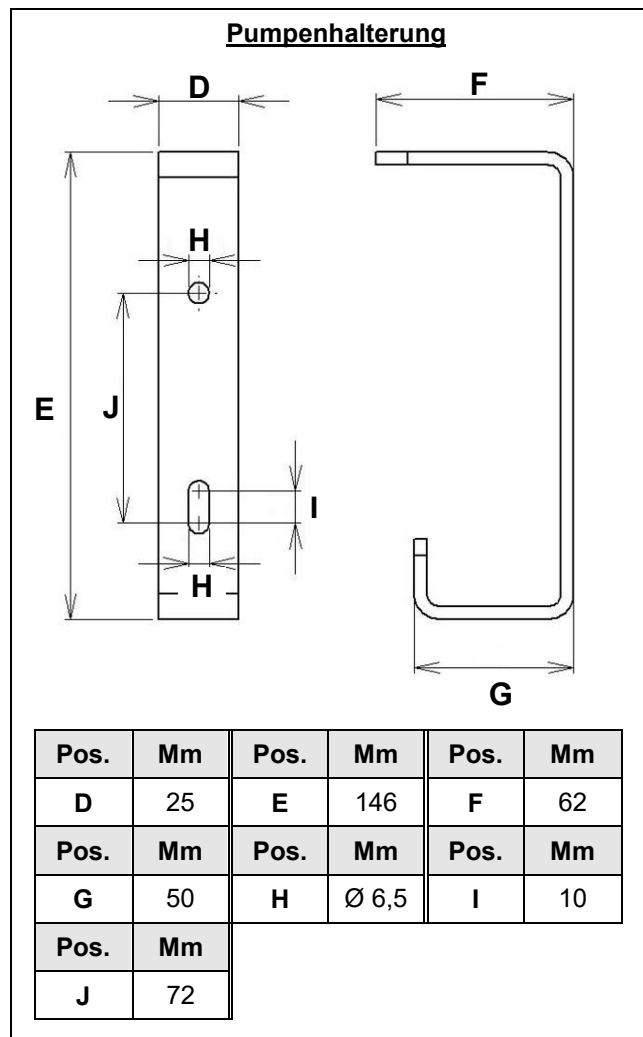 Pumpenhalterung
D
F
H
E
J
I
H
G
Pos. Mm Pos. Mm Pos. Mm
D 25 E 146 F 62
Pos. Mm Pos. Mm Pos. Mm
G 50 H Ø 6,5 I 10
Pos. Mm
J 72